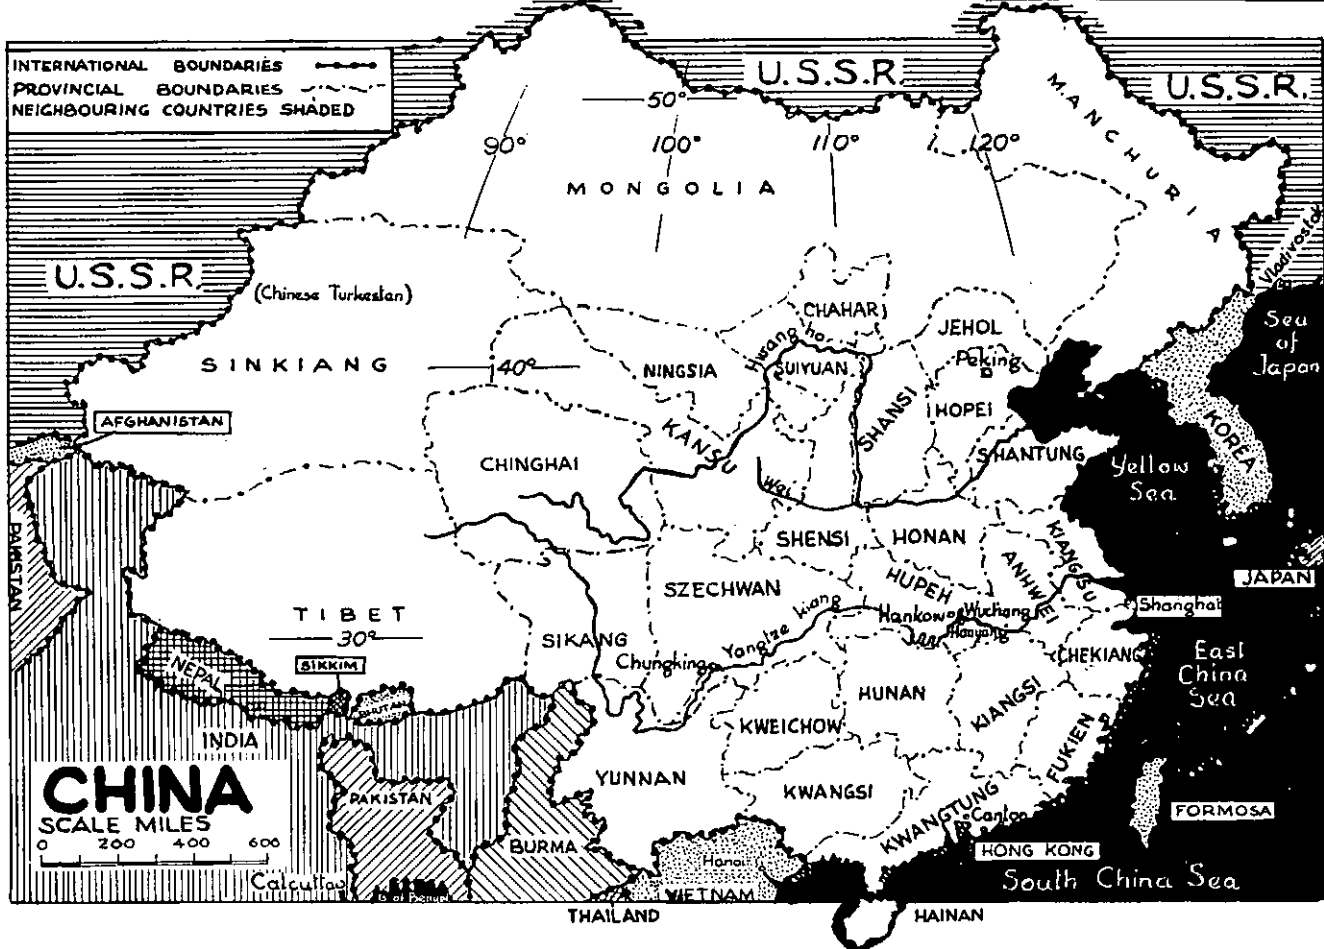 INTERNATIONAL BOUNDARIES
PROVINCIAL BOUNDARIES
NEIGHBOURING COUNTRIES SHADED
U.S.S.R.
U.S.S.R.
MANCHURIA
50°
90°
100°
110°
120°
MONGOLIA
Vladivostok
U.S.S.R.
(Chinese Turkestan)
CHAHAR
JEHOL
Sea
of
Japan
SINKIANG
40°
NINGSIA
Hwang ho
SUIYUAN
SHANSI
Peking
HOPEI
AFGHANISTAN
KANSU
CHINGHAI
SHANTUNG
KOREA
Yellow
Sea
Wei
PAKISTAN
SHENSI
HONAN
KIANGSU
ANHWEI
JAPAN
SZECHWAN
HUPEH
TIBET
30°
Hankow
Wuchang
Hanyang
Shanghai
SIKANG
Yangtze Kiang
Chungking
CHEKIANG
East
China
Sea
SIKKIM
NEPAL
BHUTAN
HUNAN
KIANGSI
INDIA
KWEICHOW
FUKIEN
CHINA
SCALE MILES
0 200 400 600
YUNNAN
KWANGSI
PAKISTAN
KWANGTUNG
Canton
FORMOSA
BURMA
Hanoi
HONG KONG
Calcutta
VIETNAM
South China Sea
THAILAND
HAINAN